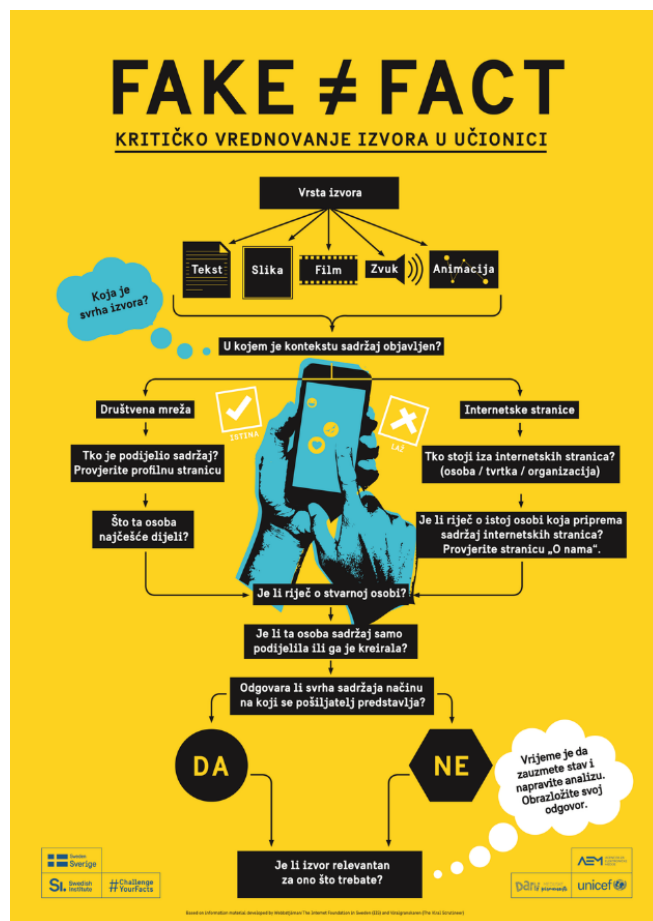 FAKE ≠ FACT
KRITIČKO VREDNOVANJE IZVORA U UČIONICI
Vrsta izvora
Tekst
Slika
Film
Zvuk
Animacija
Koja je
svrha izvora?
U kojem je kontekstu sadržaj objavljen?
Društvena mreža
ISTINA
LAŽ
Internetske stranice
Tko je podijelio sadržaj?
Provjerite profilnu stranicu
Tko stoji iza internetskih stranica?
(osoba / tvrtka / organizacija)
Što ta osoba
najčešće dijeli?
Je li riječ o istoj osobi koja priprema
sadržaj internetskih stranica?
Provjerite stranicu „O nama“.
Je li riječ o stvarnoj osobi?
Je li ta osoba sadržaj samo
podijelila ili ga je kreirala?
Odgovara li svrha sadržaja načinu
na koji se pošiljatelj predstavlja?
DA
NE
Vrijeme je da
zauzmete stav i
napravite analizu.
Obrazložite svoj
odgovor.
Je li izvor relevantan
za ono što trebate?
Sweden
Sverige
SI. Swedish
Institute
#Challenge
YourFacts
AEM
unicef